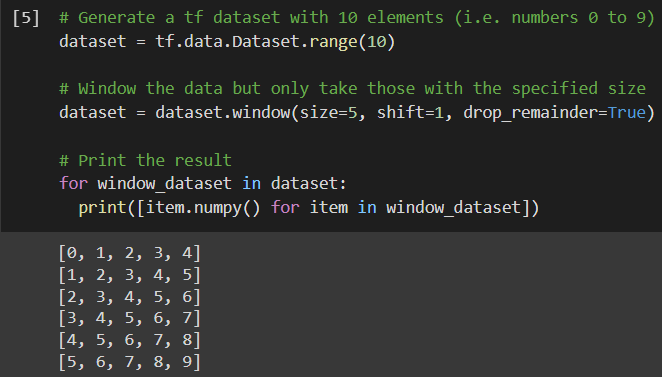 [5] # Generate a tf dataset with 10 elements (i.e. numbers 0 to 9)
dataset = tf.data.Dataset.range(10)
# Window the data but only take those with the specified size
dataset = dataset.window(size=5, shift=1, drop_remainder=True)
# Print the result
for window_dataset in dataset:
  print([item.numpy() for item in window_dataset])
[0, 1, 2, 3, 4]
[1, 2, 3, 4, 5]
[2, 3, 4, 5, 6]
[3, 4, 5, 6, 7]
[4, 5, 6, 7, 8]
[5, 6, 7, 8, 9]